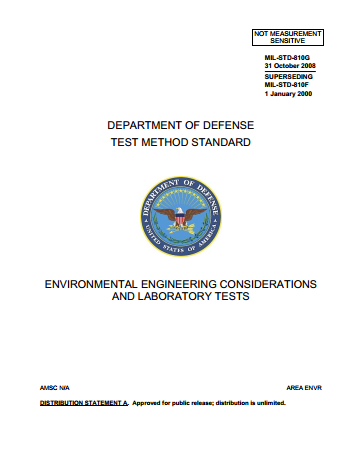 NOT MEASUREMENT
SENSITIVE
MIL-STD-810G
31 October 2008
SUPERSEDING
MIL-STD-810F
1 January 2000
DEPARTMENT OF DEFENSE
TEST METHOD STANDARD
DEPARTMENT OF DEFENSE
UNITED STATES OF AMERICA
ENVIRONMENTAL ENGINEERING CONSIDERATIONS
AND LABORATORY TESTS
AMSC N/A
AREA ENVR
DISTRIBUTION STATEMENT A. Approved for public release; distribution is unlimited.